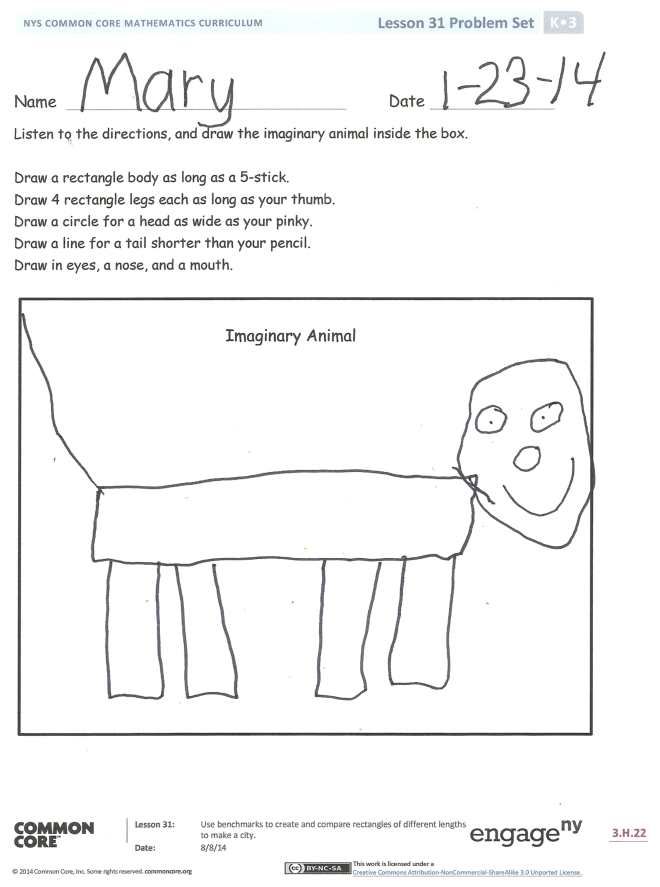 NYS COMMON CORE MATHEMATICS CURRICULUM Lesson 31 Problem Set K•3
Name Mary Date 1-23-14
Listen to the directions, and draw the imaginary animal inside the box.
Draw a rectangle body as long as a 5-stick.
Draw 4 rectangle legs each as long as your thumb.
Draw a circle for a head as wide as your pinky.
Draw a line for a tail shorter than your pencil.
Draw in eyes, a nose, and a mouth.
Imaginary Animal
COMMON CORE™
Lesson 31: Use benchmarks to create and compare rectangles of different lengths
to make a city.
Date: 8/8/14
engage ny
3.H.22
© 2014 Common Core, Inc. Some rights reserved. commoncore.org
(cc) BY-NC-SA
This work is licensed under a
Creative Commons Attribution-NonCommercial-ShareAlike 3.0 Unported License.